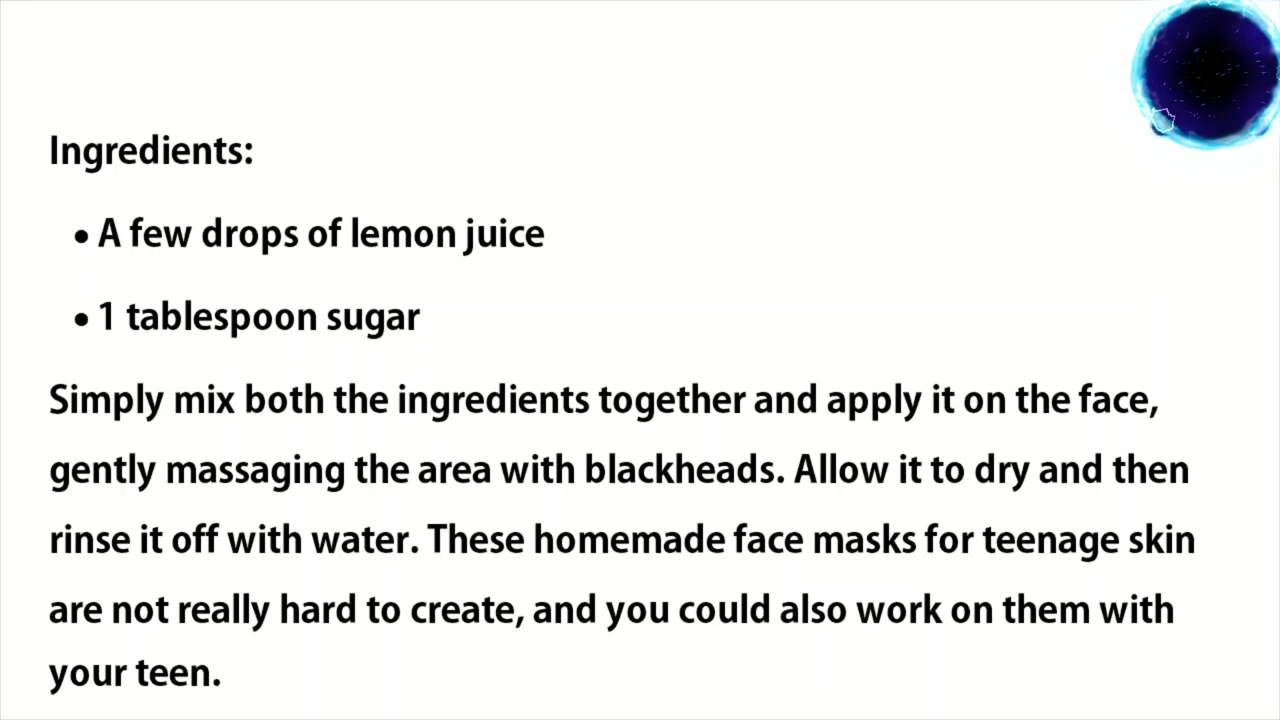 Ingredients:
• A few drops of lemon juice
• 1 tablespoon sugar
Simply mix both the ingredients together and apply it on the face,
gently massaging the area with blackheads. Allow it to dry and then
rinse it off with water. These homemade face masks for teenage skin
are not really hard to create, and you could also work on them with
your teen.